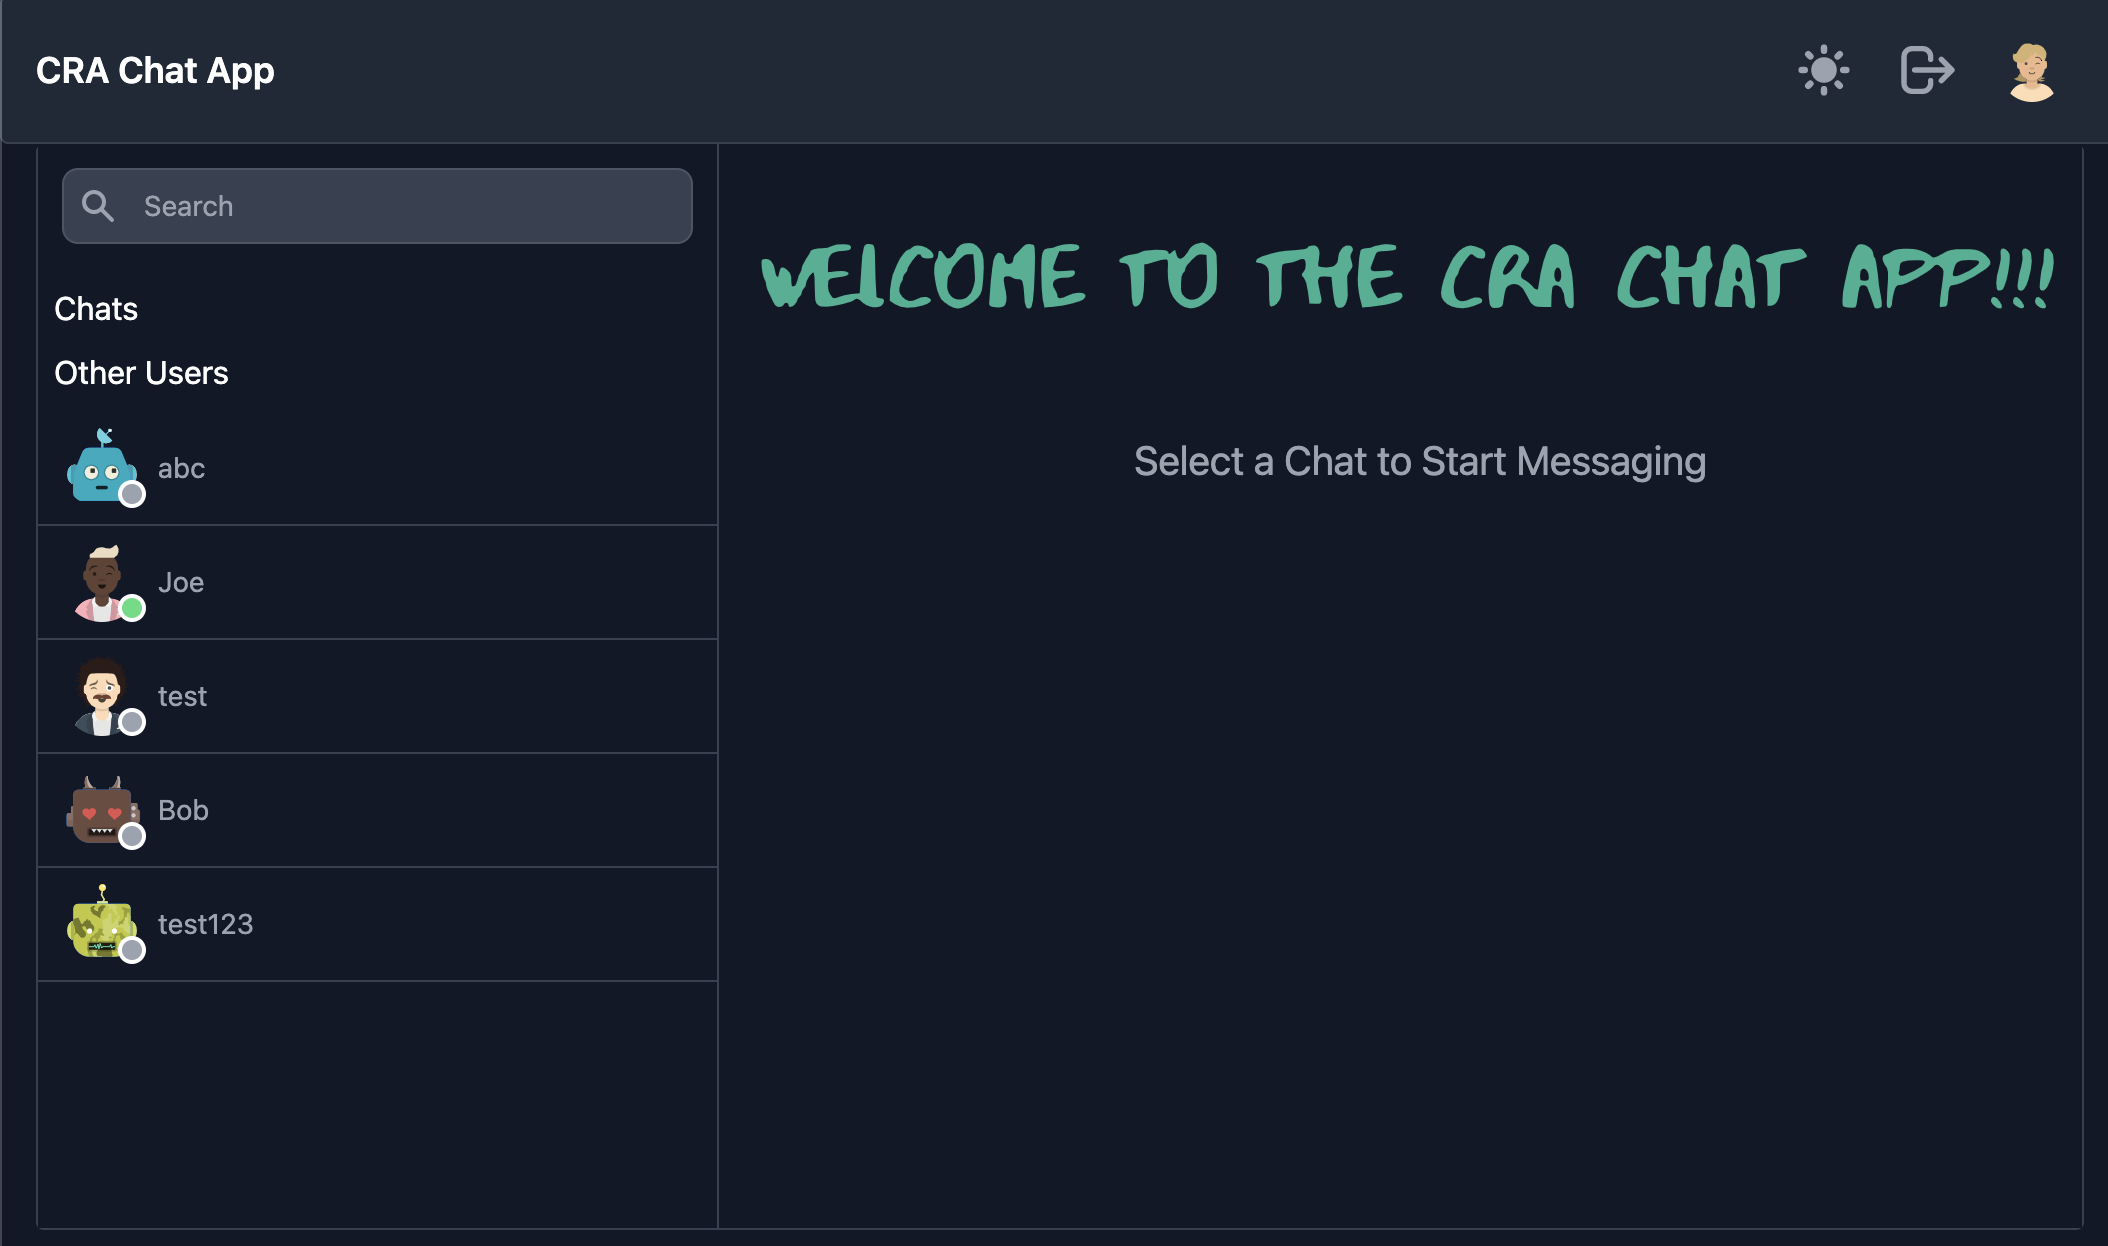 CRA Chat App
Search
Chats
Other Users
abc
Joe
test
Bob
test123
WELCOME TO THE CRA CHAT APP!!!
Select a Chat to Start Messaging